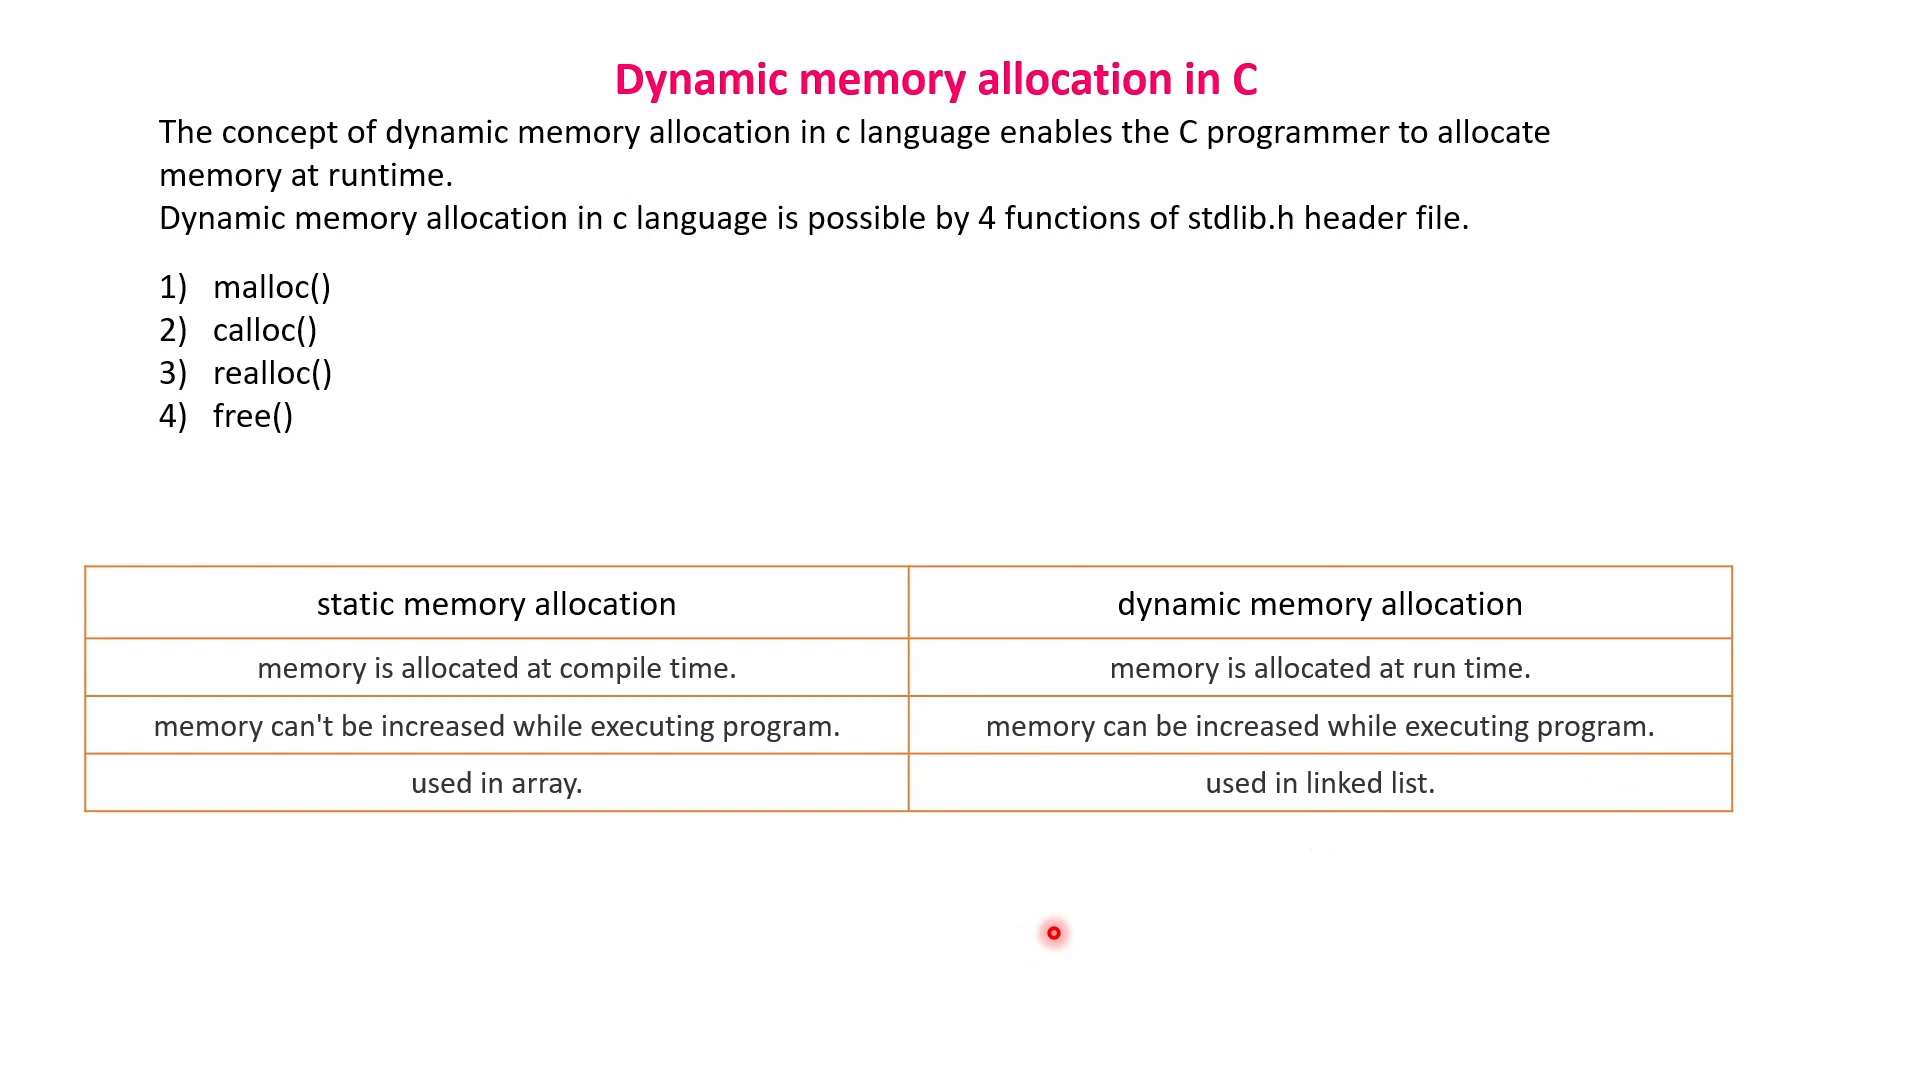 Dynamic memory allocation in C
The concept of dynamic memory allocation in c language enables the C programmer to allocate
memory at runtime.
Dynamic memory allocation in c language is possible by 4 functions of stdlib.h header file.
1) malloc()
2) calloc()
3) realloc()
4) free()
static memory allocation dynamic memory allocation
memory is allocated at compile time. memory is allocated at run time.
memory can't be increased while executing program. memory can be increased while executing program.
used in array. used in linked list.